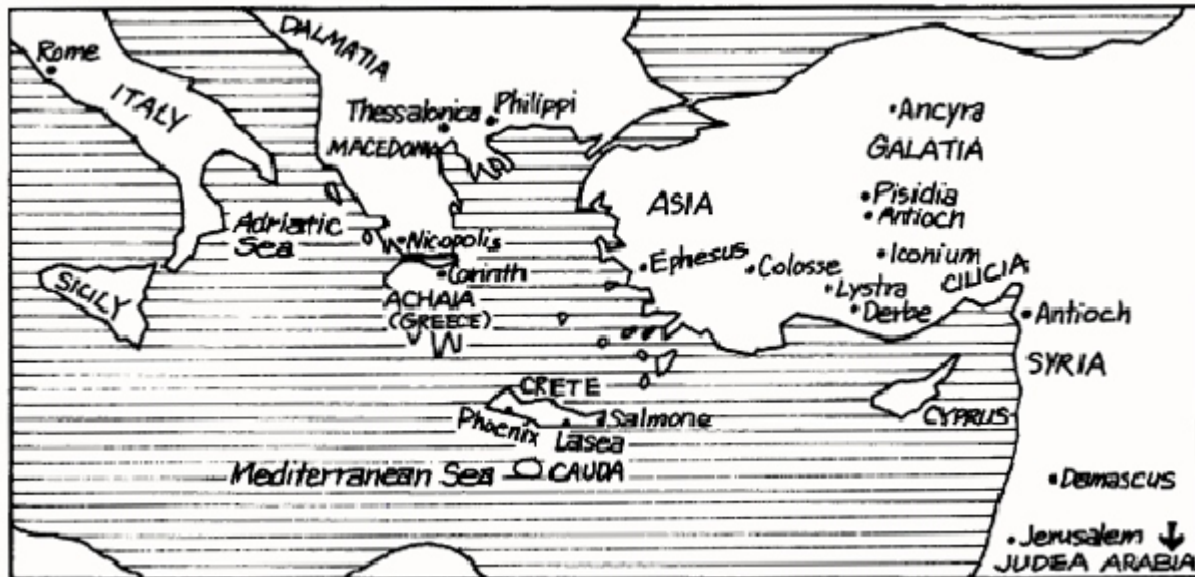 Rome
ITALY
DALMATIA
Thessalonica
Philippi
MACEDONIA
Ancyra
GALATIA
Pisidia
Antioch
ASIA
Adriatic
Sea
Nicopolis
Iconium
Ephesus
Colosse
CILICIA
SICILY
Corinth
Lystra
ACHAIA
(GREECE)
Derbe
Antioch
SYRIA
CRETE
CYPRUS
Phoenix
Salmone
Lasea
Mediterranean Sea
CAUDA
Damascus
Jerusalem
JUDEA ARABIA